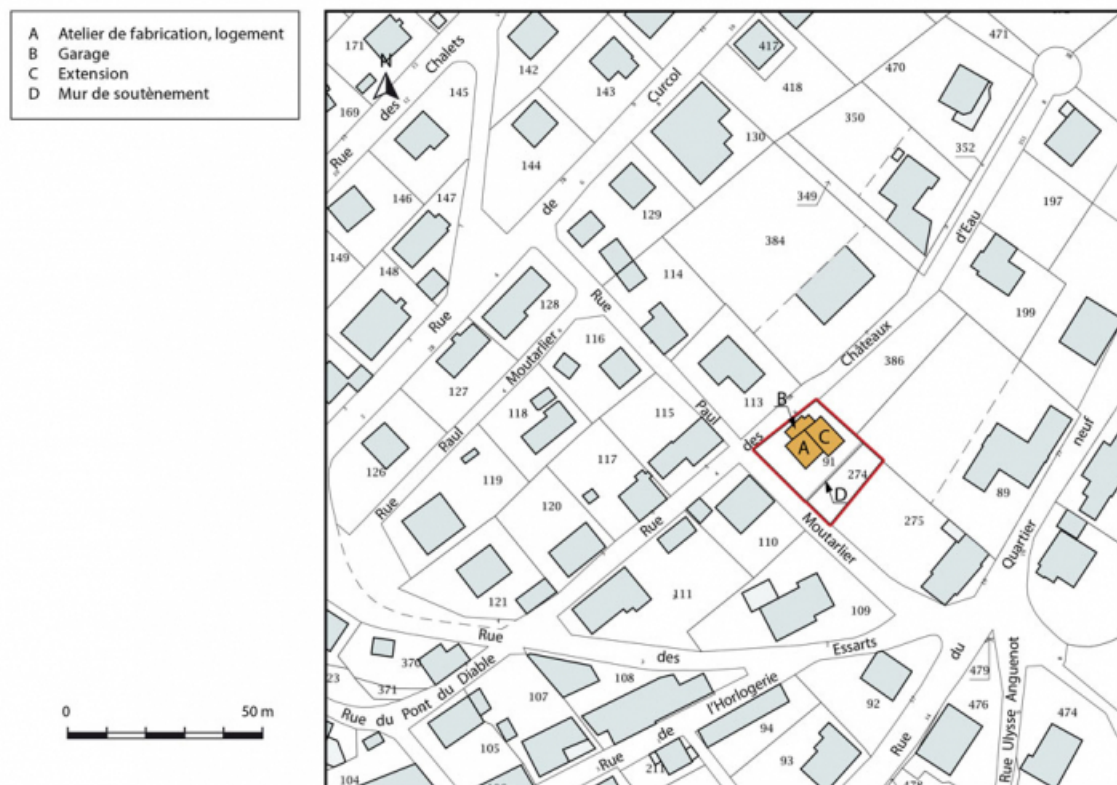 A Atelier de fabrication, logement
B Garage
C Extension
D Mur de soutènement
N
0 50 m
171
Rue des Chalets
169
145
142
143
144
Rue de Curcol
417
418
470
471
130
350
352
349
197
146
147
149
148
129
384
114
d'Eau
199
128
Rue
116
127
Rue Paul Moutarlier
118
115
Paul
113
des Châteaux
386
B
A
C
91
274
D
126
119
117
120
Rue
Moutarlier
275
89
Quartier neuf
110
121
111
109
Rue des Essarts
370
371
23
Rue du Pont du Diable
107
108
Rue de l'Horlogerie
92
Rue du
479
476
Rue Ulysse Anguenot
474
105
104
94
93
211